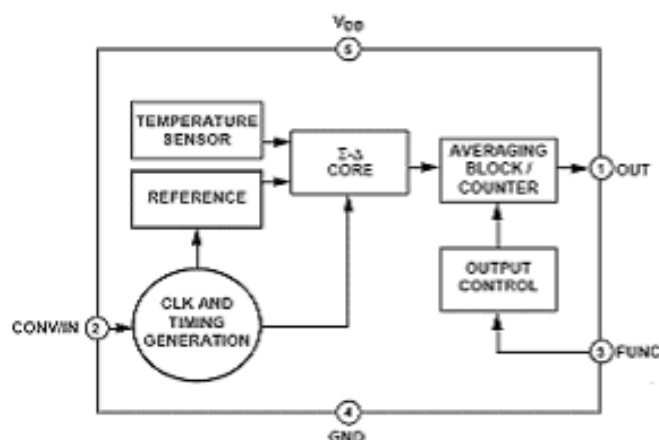 VDD
5
TEMPERATURE
SENSOR
Σ-Δ
CORE
AVERAGING
BLOCK /
COUNTER
1 OUT
REFERENCE
OUTPUT
CONTROL
CLK AND
TIMING
GENERATION
CONV/IN 2
3 FUNC
4
GND